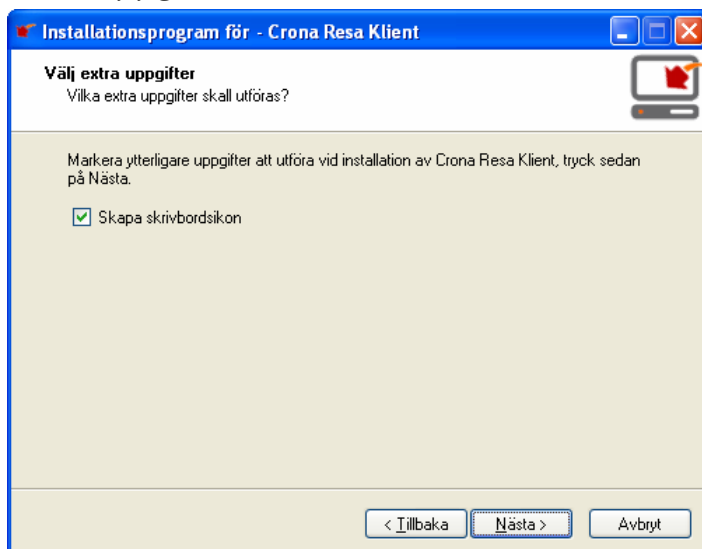 Installationsprogram för - Crona Resa Klient
Välj extra uppgifter
Vilka extra uppgifter skall utföras?
Markera ytterligare uppgifter att utföra vid installation av Crona Resa Klient, tryck sedan
på Nästa.
Skapa skrivbordsikon
< Tillbaka
Nästa >
Avbryt